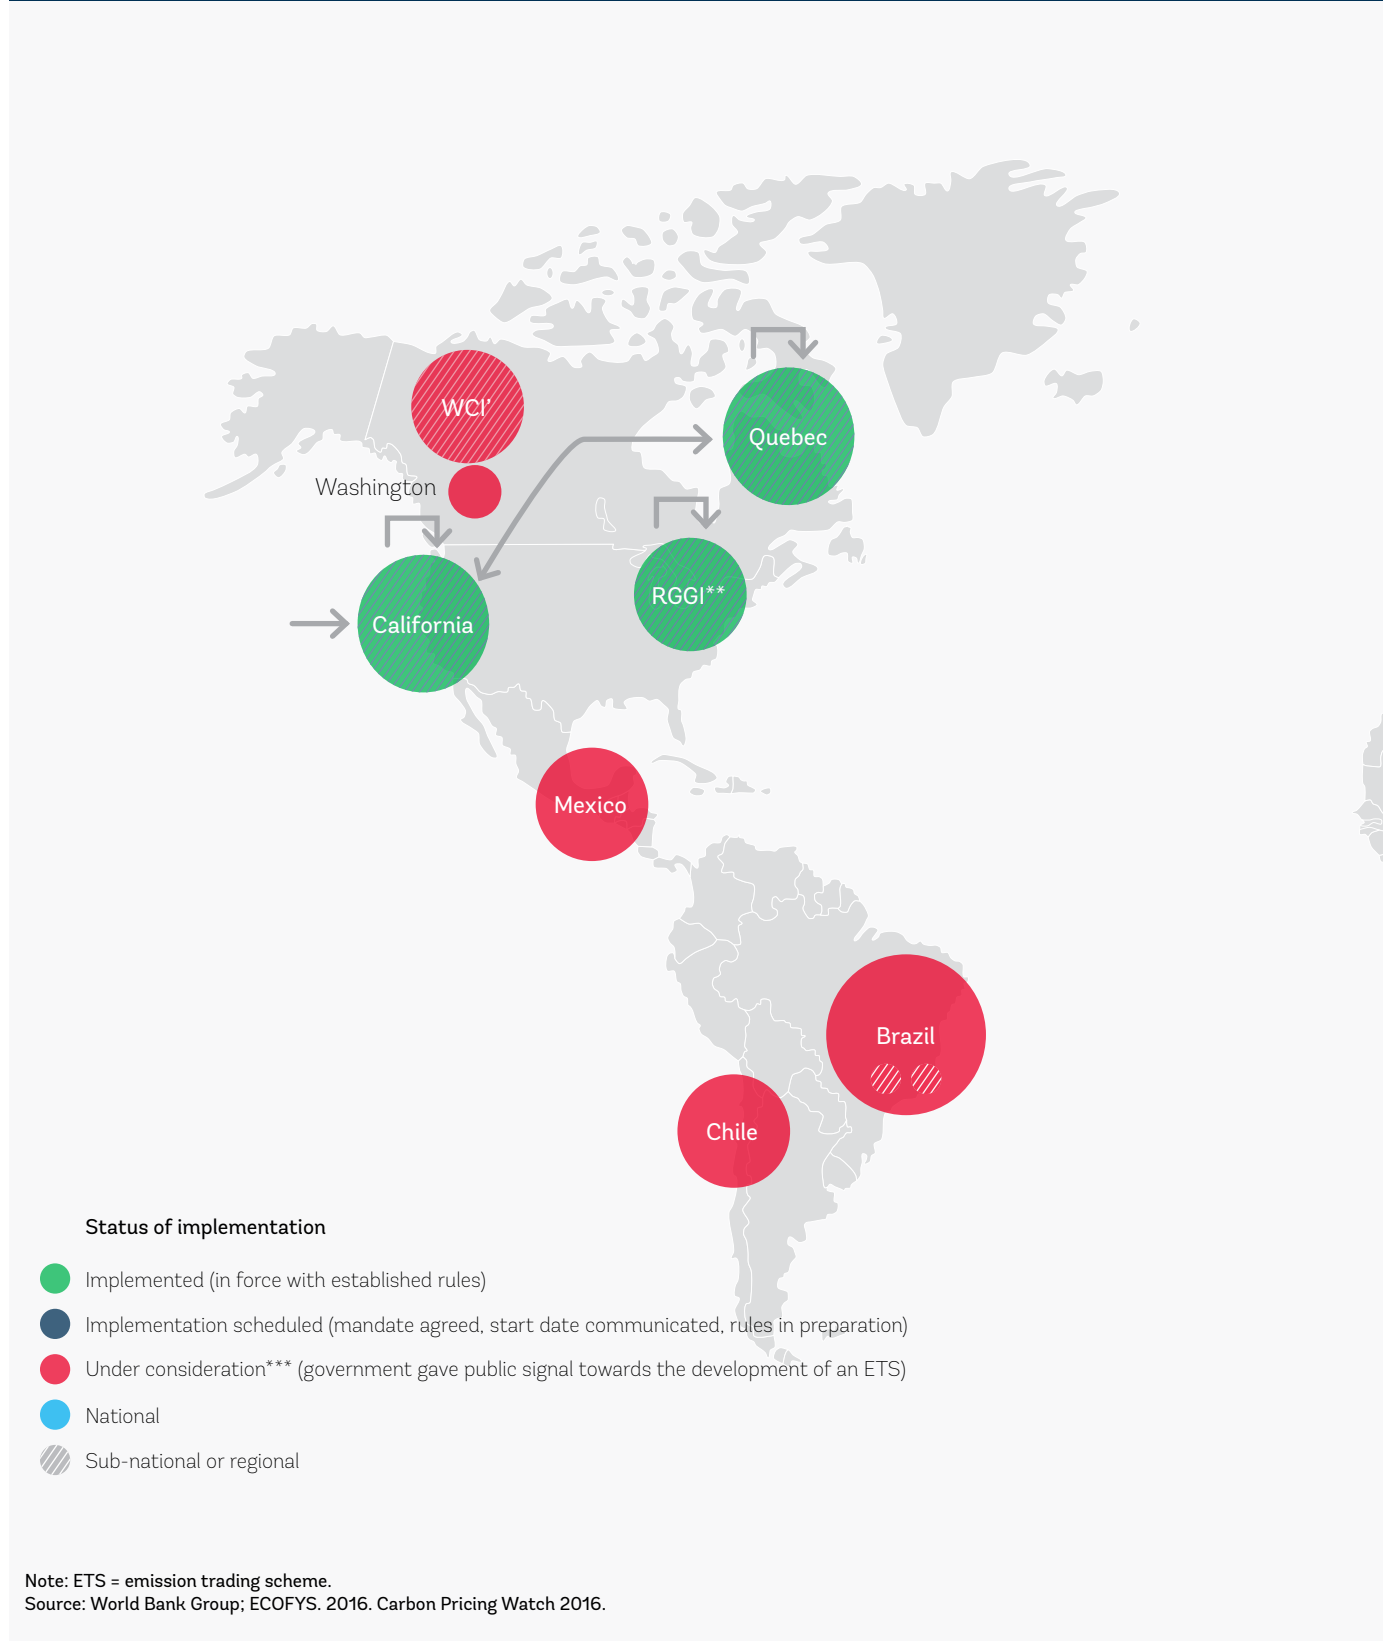 WCI’
Quebec
Washington
RGGI**
California
Mexico
Brazil
Chile
Status of implementation
Implemented (in force with established rules)
Implementation scheduled (mandate agreed, start date communicated, rules in preparation)
Under consideration*** (government gave public signal towards the development of an ETS)
National
Sub-national or regional
Note: ETS = emission trading scheme.
Source: World Bank Group; ECOFYS. 2016. Carbon Pricing Watch 2016.